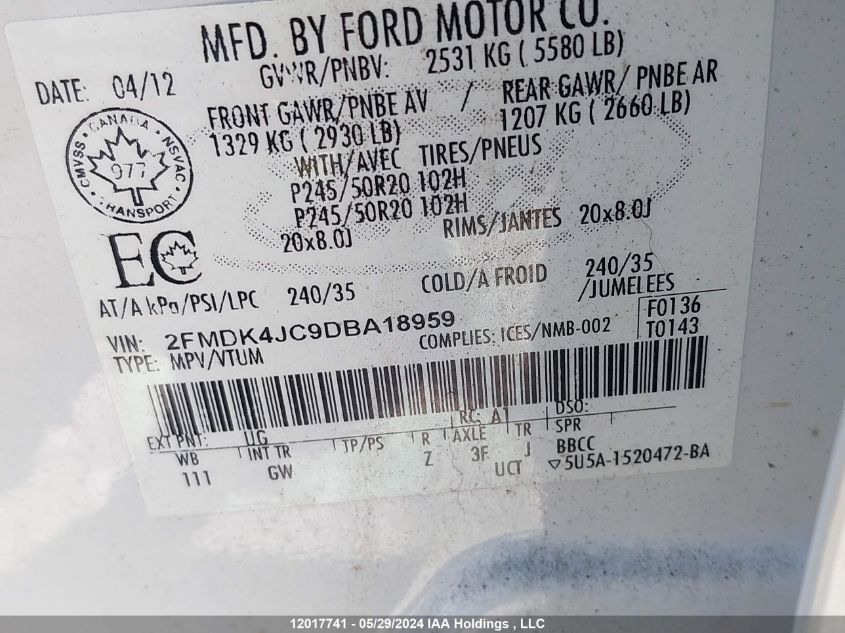 MFD. BY FORD MOTOR CO.
DATE: 04/12 GVWR/PNBV: 2531 KG ( 5580 LB)
FRONT GAWR/PNBE AV / REAR GAWR/ PNBE AR
1329 KG ( 2930 LB) 1207 KG ( 2660 LB)
WITH/AVEC TIRES/PNEUS
P245/50R20 102H
P245/50R20 102H
20x8.0J RIMS/JANTES 20x8.0J
CANADA
CMVSS • NSVAC
977
TRANSPORT
EC
AT/A kPa/PSI/LPC 240/35 COLD/A FROID 240/35
/JUMELEES
VIN: 2FMDK4JC9DBA18959 F0136
TYPE: MPV/VTUM COMPLIES: ICES/NMB-002 T0143
EXT PNT: UG RC: A1 DSO:
WB INT TR TP/PS R AXLE TR SPR
111 GW Z 3F J BBCC
UCT ▽5U5A-1520472-BA
12017741 - 05/29/2024 IAA Holdings, LLC